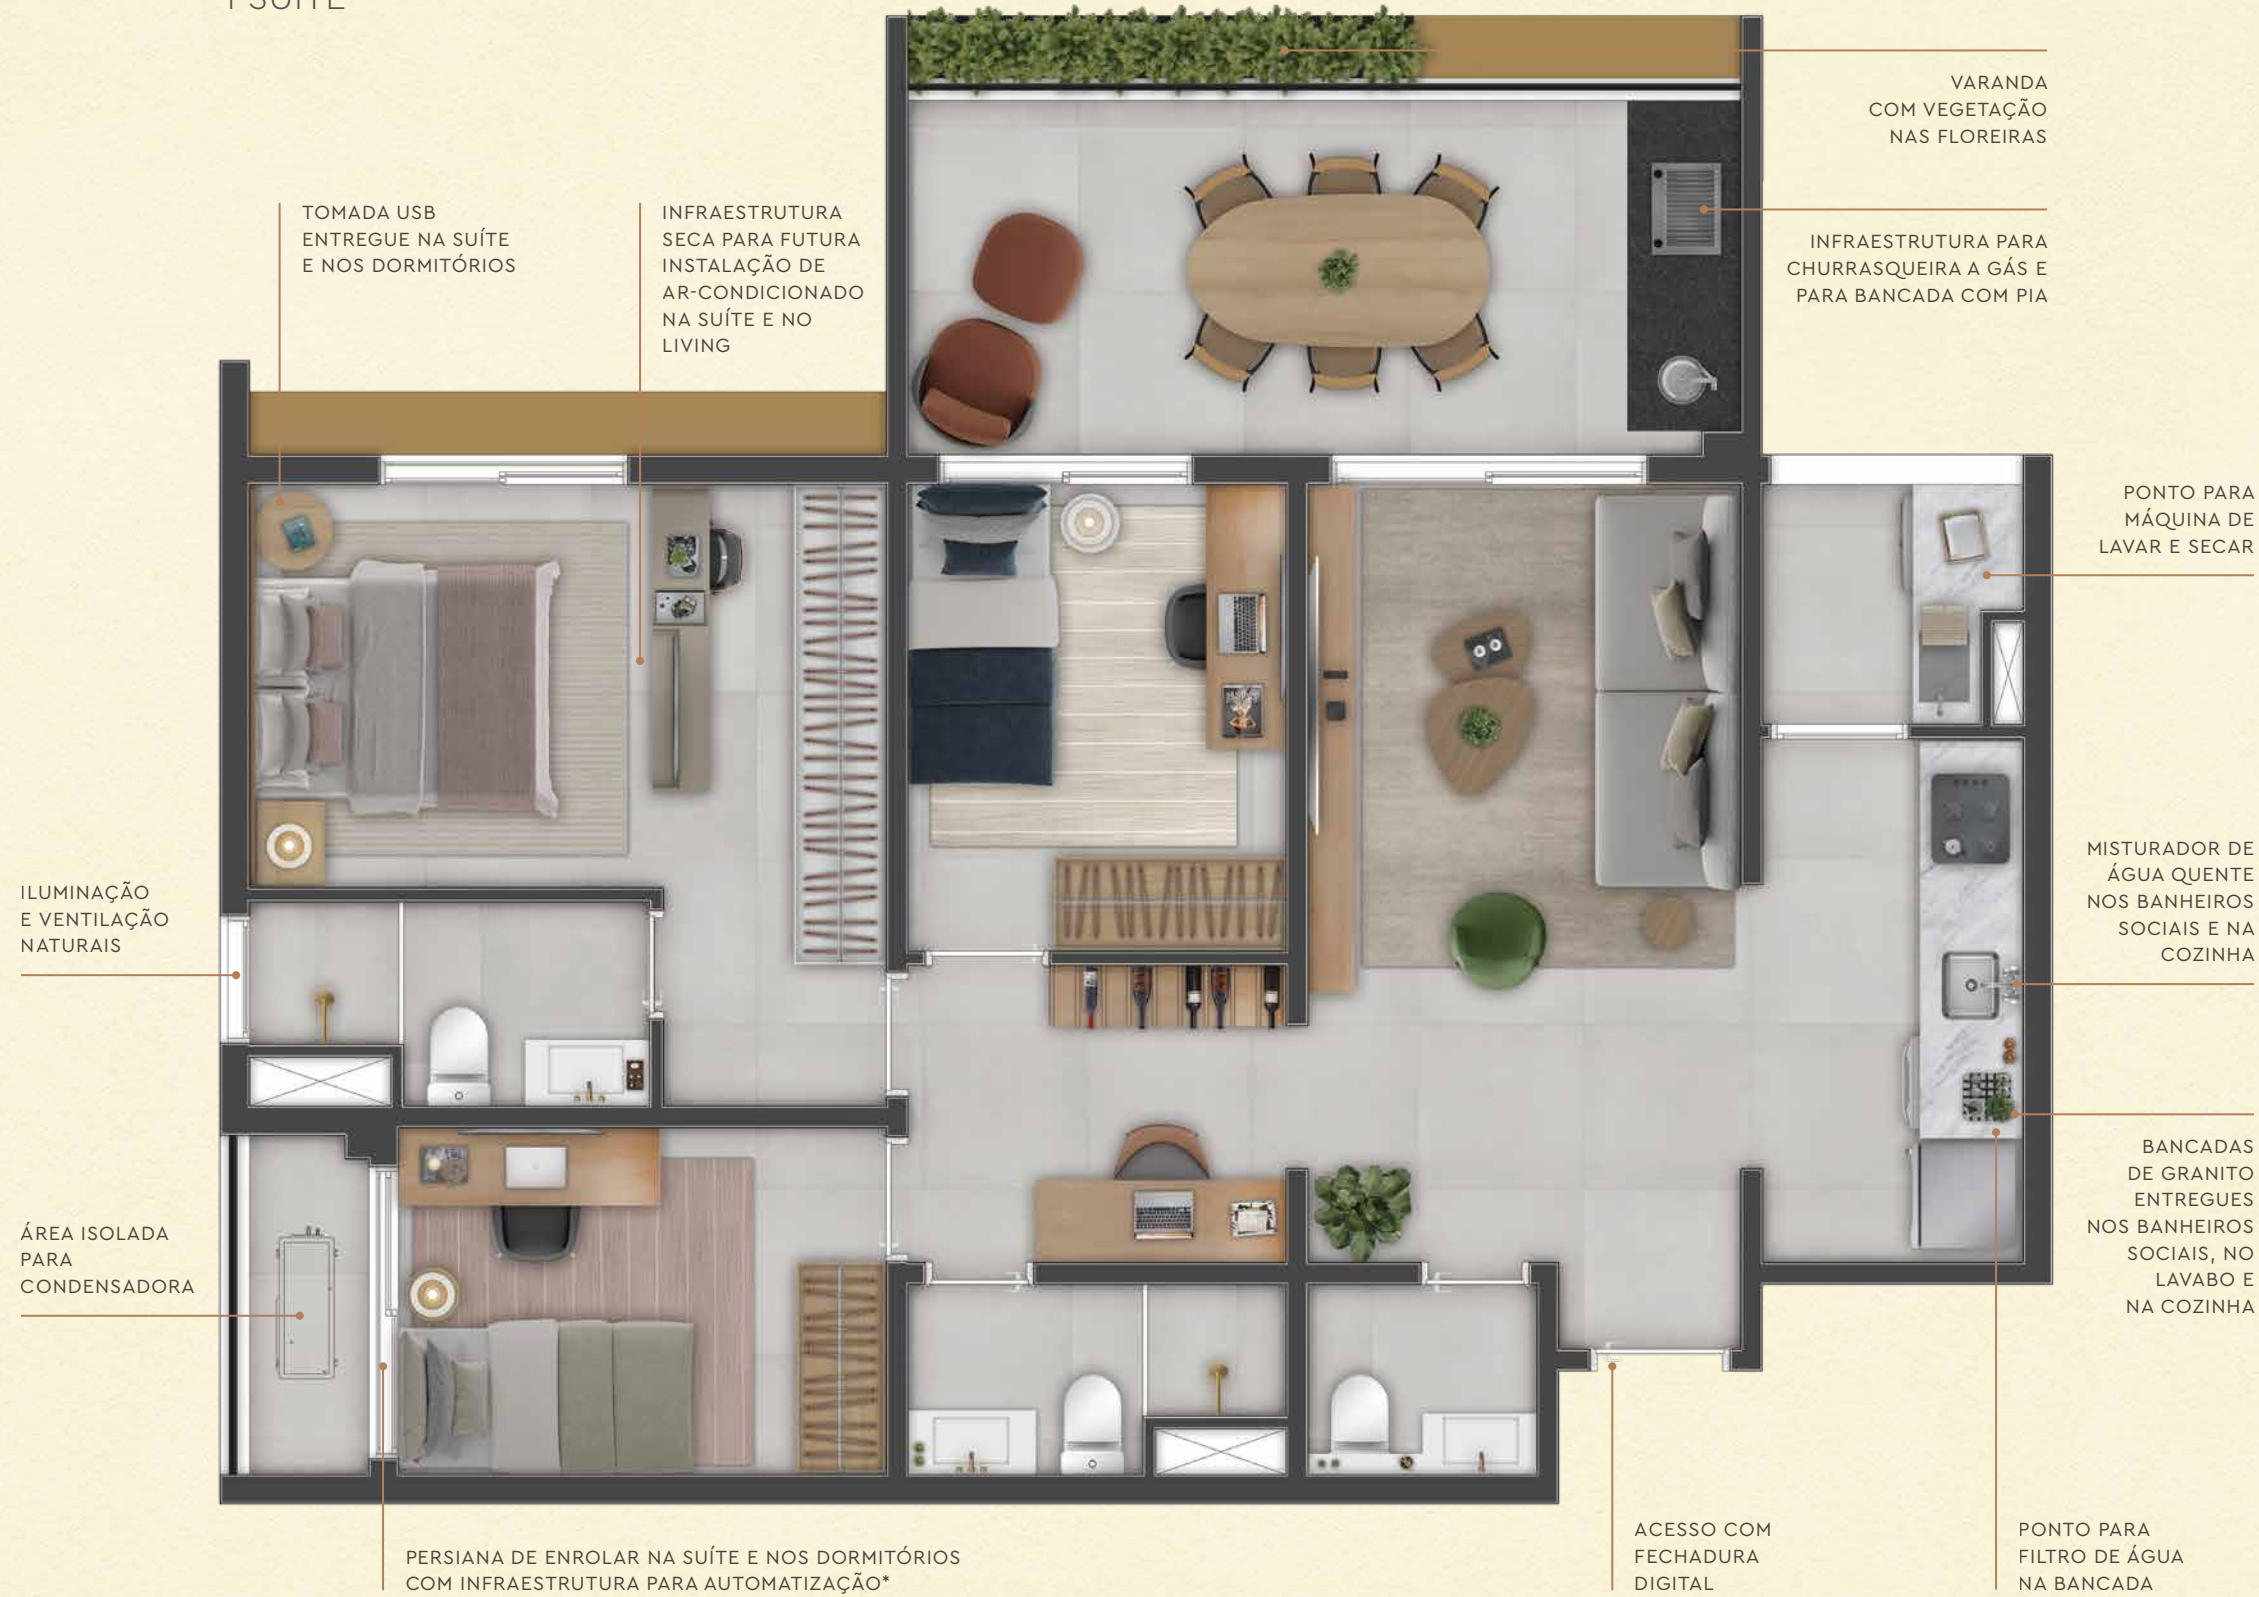 1 SUÍTE
VARANDA
COM VEGETAÇÃO
NAS FLOREIRAS
TOMADA USB
ENTREGUE NA SUÍTE
E NOS DORMITÓRIOS
INFRAESTRUTURA
SECA PARA FUTURA
INSTALAÇÃO DE
AR-CONDICIONADO
NA SUÍTE E NO
LIVING
INFRAESTRUTURA PARA
CHURRASQUEIRA A GÁS E
PARA BANCADA COM PIA
PONTO PARA
MÁQUINA DE
LAVAR E SECAR
ILUMINAÇÃO
E VENTILAÇÃO
NATURAIS
MISTURADOR DE
ÁGUA QUENTE
NOS BANHEIROS
SOCIAIS E NA
COZINHA
ÁREA ISOLADA
PARA
CONDENSADORA
BANCADAS
DE GRANITO
ENTREGUES
NOS BANHEIROS
SOCIAIS, NO
LAVABO E
NA COZINHA
PERSIANA DE ENROLAR NA SUÍTE E NOS DORMITÓRIOS
COM INFRAESTRUTURA PARA AUTOMATIZAÇÃO*
ACESSO COM
FECHADURA
DIGITAL
PONTO PARA
FILTRO DE ÁGUA
NA BANCADA